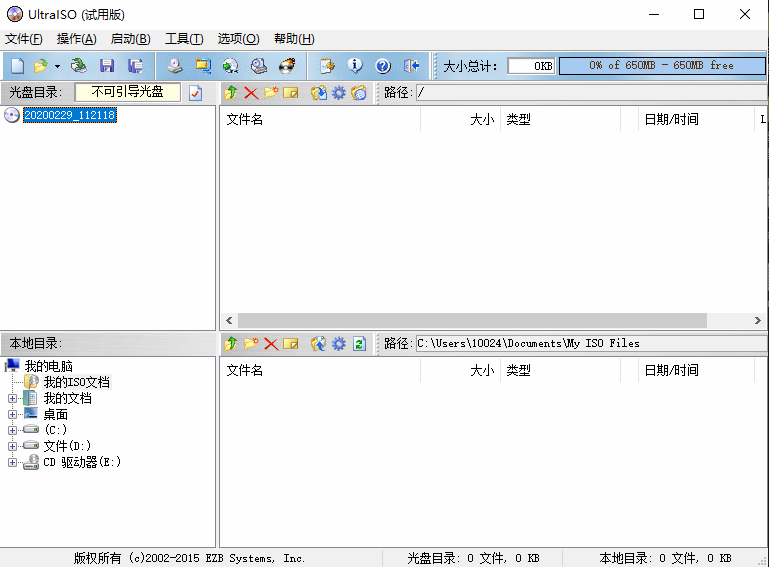 UltraISO (试用版)
文件(F) 操作(A) 启动(B) 工具(T) 选项(O) 帮助(H)
大小总计: 0KB 0% of 650MB - 650MB free
光盘目录: 不可引导光盘 路径: /
20200229_112118
文件名 大小 类型 日期/时间 L
本地目录: 路径: C:\Users\10024\Documents\My ISO Files
我的电脑
我的ISO文档
我的文档
桌面
(C:)
文件(D:)
CD 驱动器(E:)
文件名 大小 类型 日期/时间
版权所有 (c)2002-2015 EZB Systems, Inc. 光盘目录: 0 文件, 0 KB 本地目录: 0 文件, 0 KB